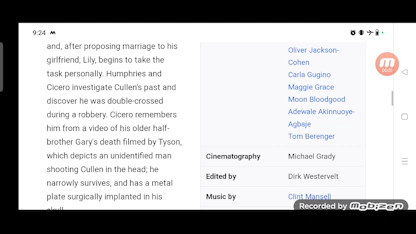 9:24
and, after proposing marriage to his
girlfriend, Lily, begins to take the
task personally. Humphries and
Cicero investigate Cullen's past and
discover he was double-crossed
during a robbery. Cicero remembers
him from a video of his older half-
brother Gary's death filmed by Tyson,
which depicts an unidentified man
shooting Cullen in the head; he
narrowly survives, and has a metal
plate surgically implanted in his
skull
Oliver Jackson-
Cohen
Carla Gugino
Maggie Grace
Moon Bloodgood
Adewale Akinnuoye-
Agbaje
Tom Berenger
Cinematography Michael Grady
Edited by Dirk Westervelt
Music by Clint Mansell
Recorded by Mobizen